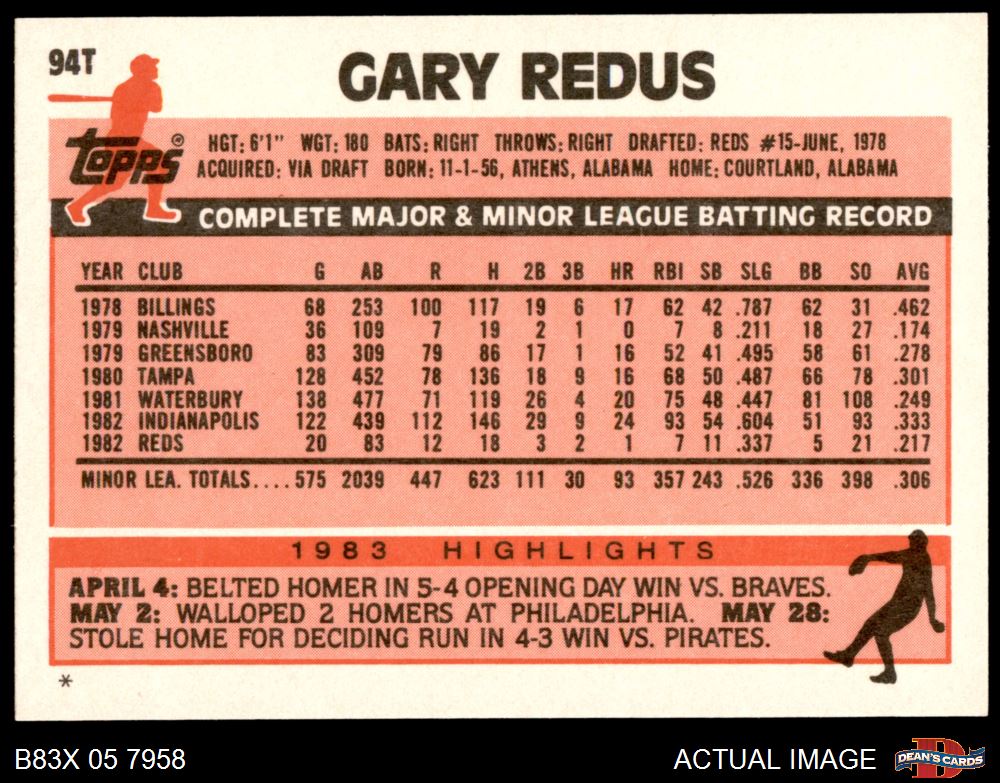 94T
GARY REDUS
Topps®
HGT: 6'1" WGT: 180 BATS: RIGHT THROWS: RIGHT DRAFTED: REDS #15-JUNE, 1978
ACQUIRED: VIA DRAFT BORN: 11-1-56, ATHENS, ALABAMA HOME: COURTLAND, ALABAMA
COMPLETE MAJOR & MINOR LEAGUE BATTING RECORD
YEAR CLUB G AB R H 2B 3B HR RBI SB SLG BB SO AVG
1978 BILLINGS 68 253 100 117 19 6 17 62 42 .787 62 31 .462
1979 NASHVILLE 36 109 7 19 2 1 0 7 8 .211 18 27 .174
1979 GREENSBORO 83 309 79 86 17 1 16 52 41 .495 58 61 .278
1980 TAMPA 128 452 78 136 18 9 16 68 50 .487 66 78 .301
1981 WATERBURY 138 477 71 119 26 4 20 75 48 .447 81 108 .249
1982 INDIANAPOLIS 122 439 112 146 29 9 24 93 54 .604 51 93 .333
1982 REDS 20 83 12 18 3 2 1 7 11 .337 5 21 .217
MINOR LEA. TOTALS.... 575 2039 447 623 111 30 93 357 243 .526 336 398 .306
1983 HIGHLIGHTS
APRIL 4: BELTED HOMER IN 5-4 OPENING DAY WIN VS. BRAVES.
MAY 2: WALLOPED 2 HOMERS AT PHILADELPHIA. MAY 28:
STOLE HOME FOR DECIDING RUN IN 4-3 WIN VS. PIRATES.
*
B83X 05 7958
ACTUAL IMAGE
D
DEAN'S CARDS